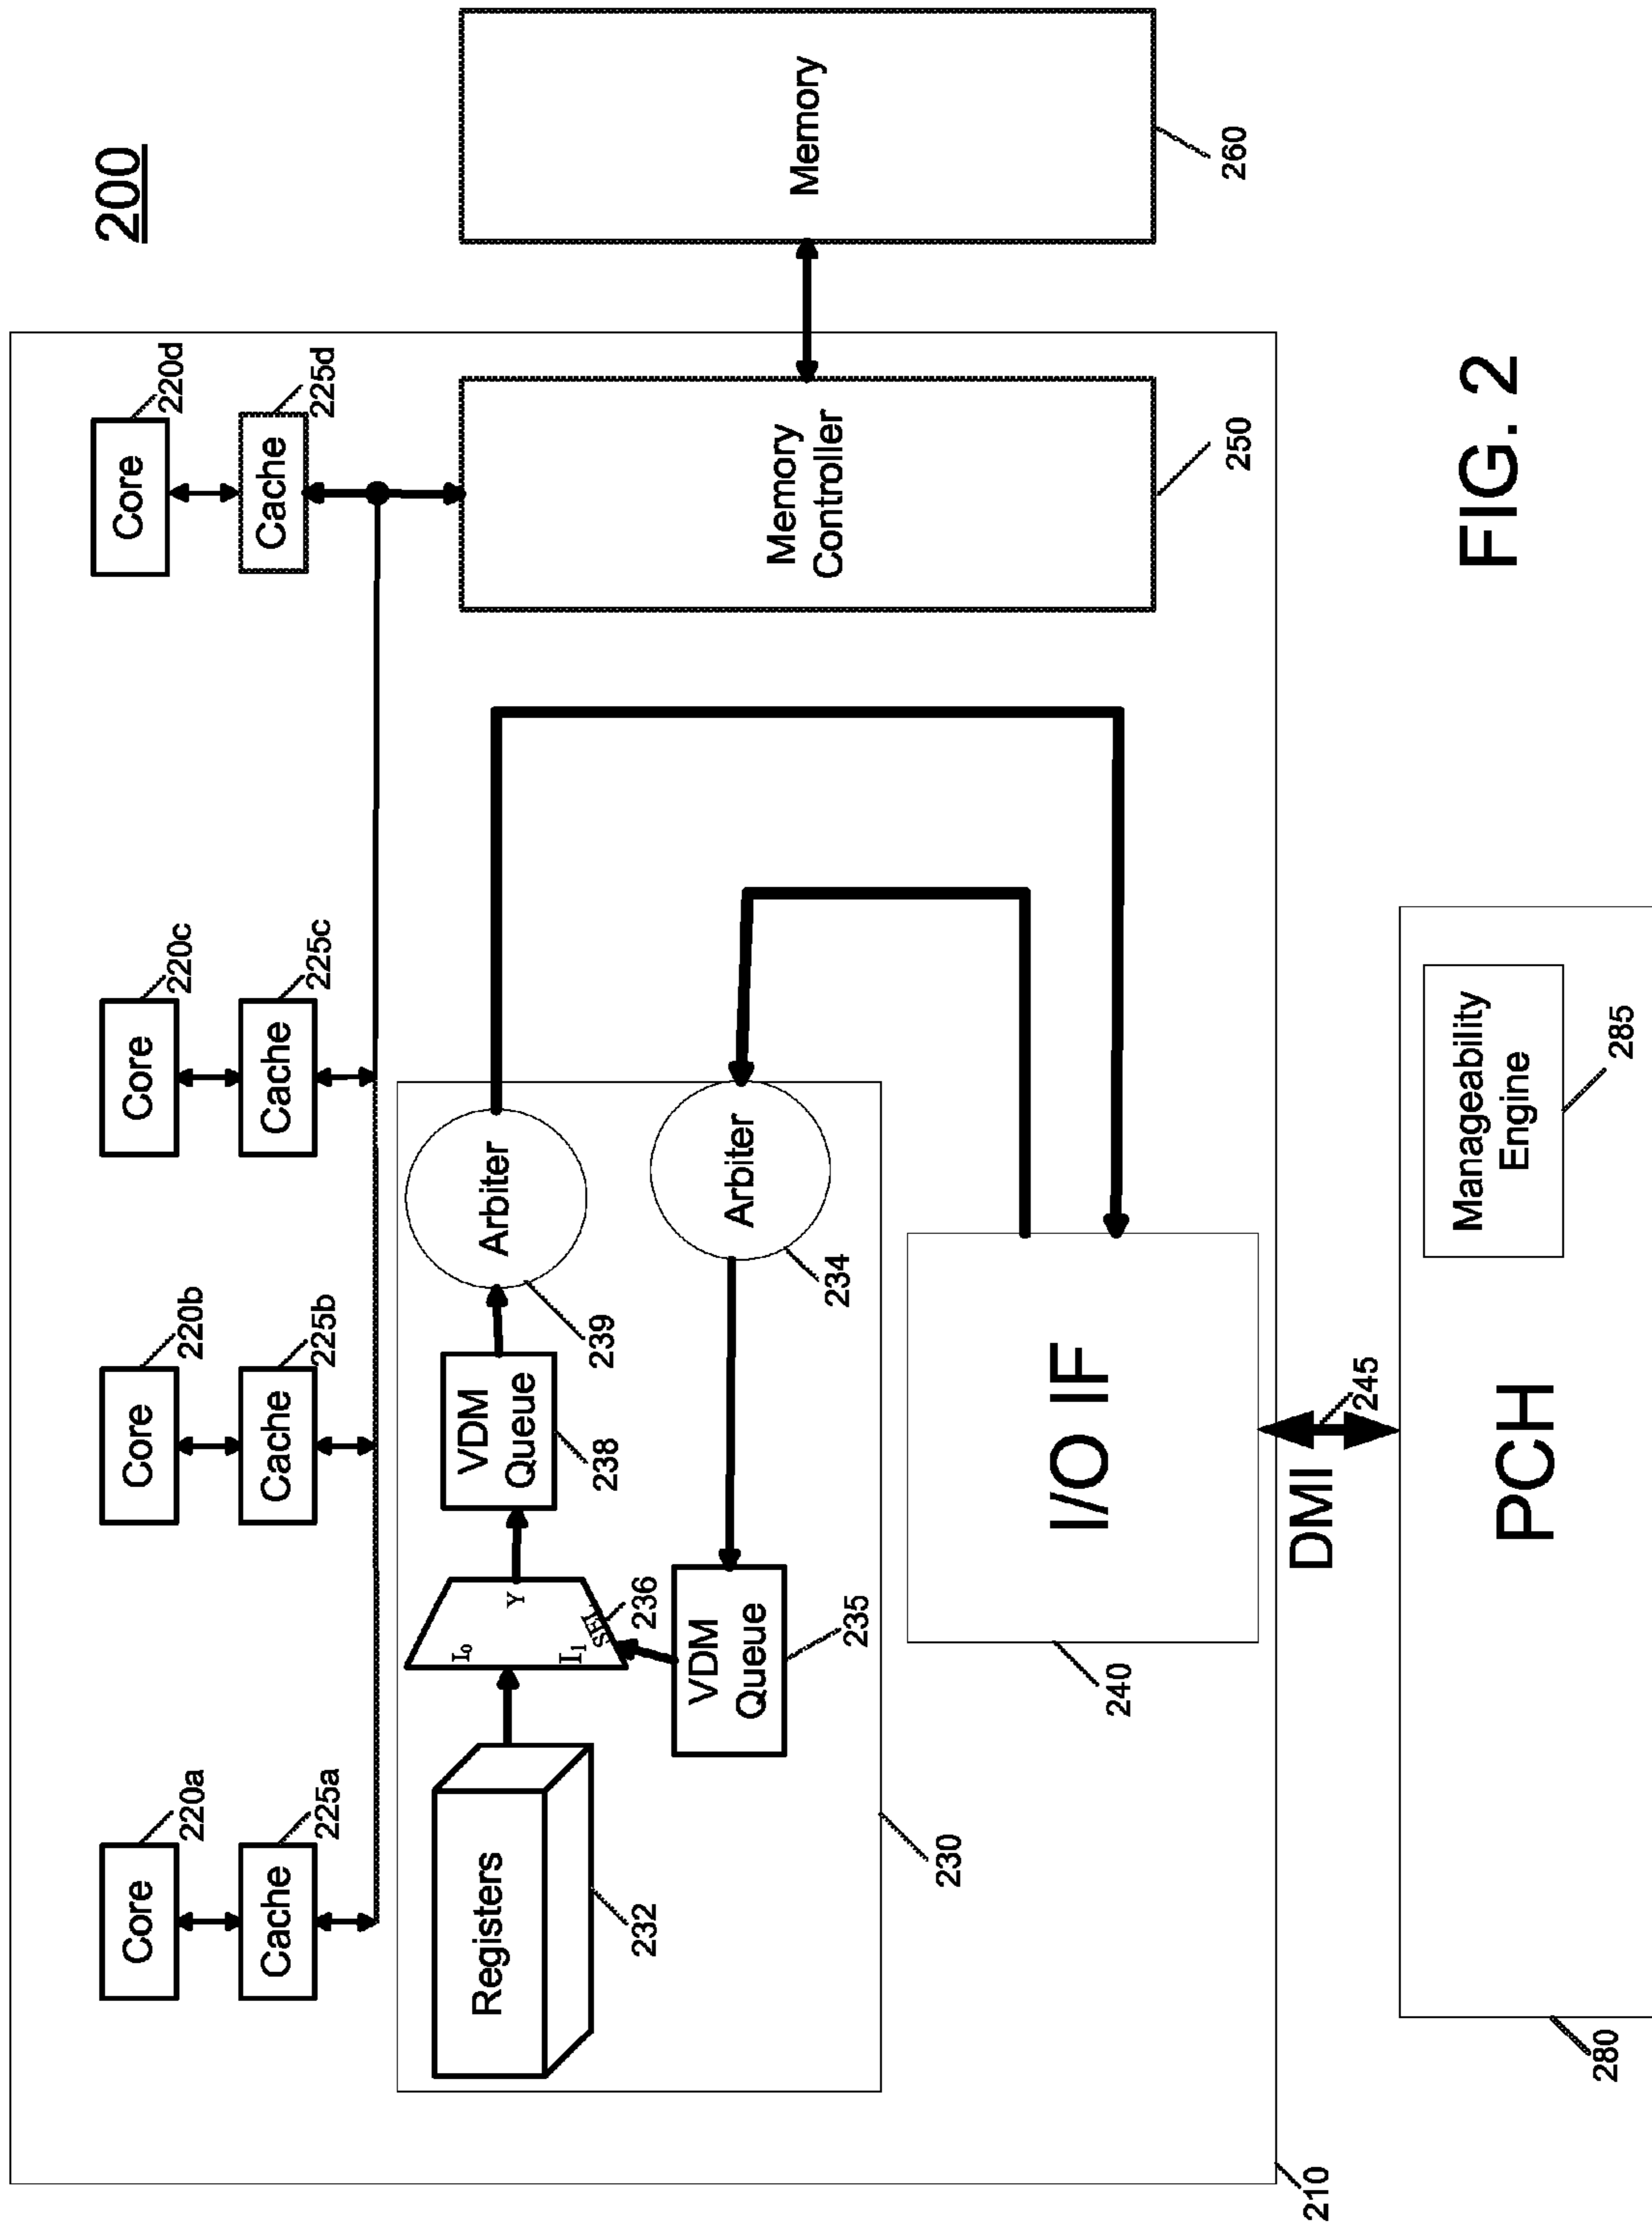 200
Core
220a
Core
220b
Core
220c
Core
220d
Cache
225a
Cache
225b
Cache
225c
Cache
225d
Registers
232
I0
I1
SEL
Y
236
VDM
Queue
238
Arbiter
239
VDM
Queue
235
Arbiter
234
230
Memory
Controller
250
Memory
260
I/O IF
240
210
DMI
245
PCH
Manageability
Engine
285
280
FIG. 2